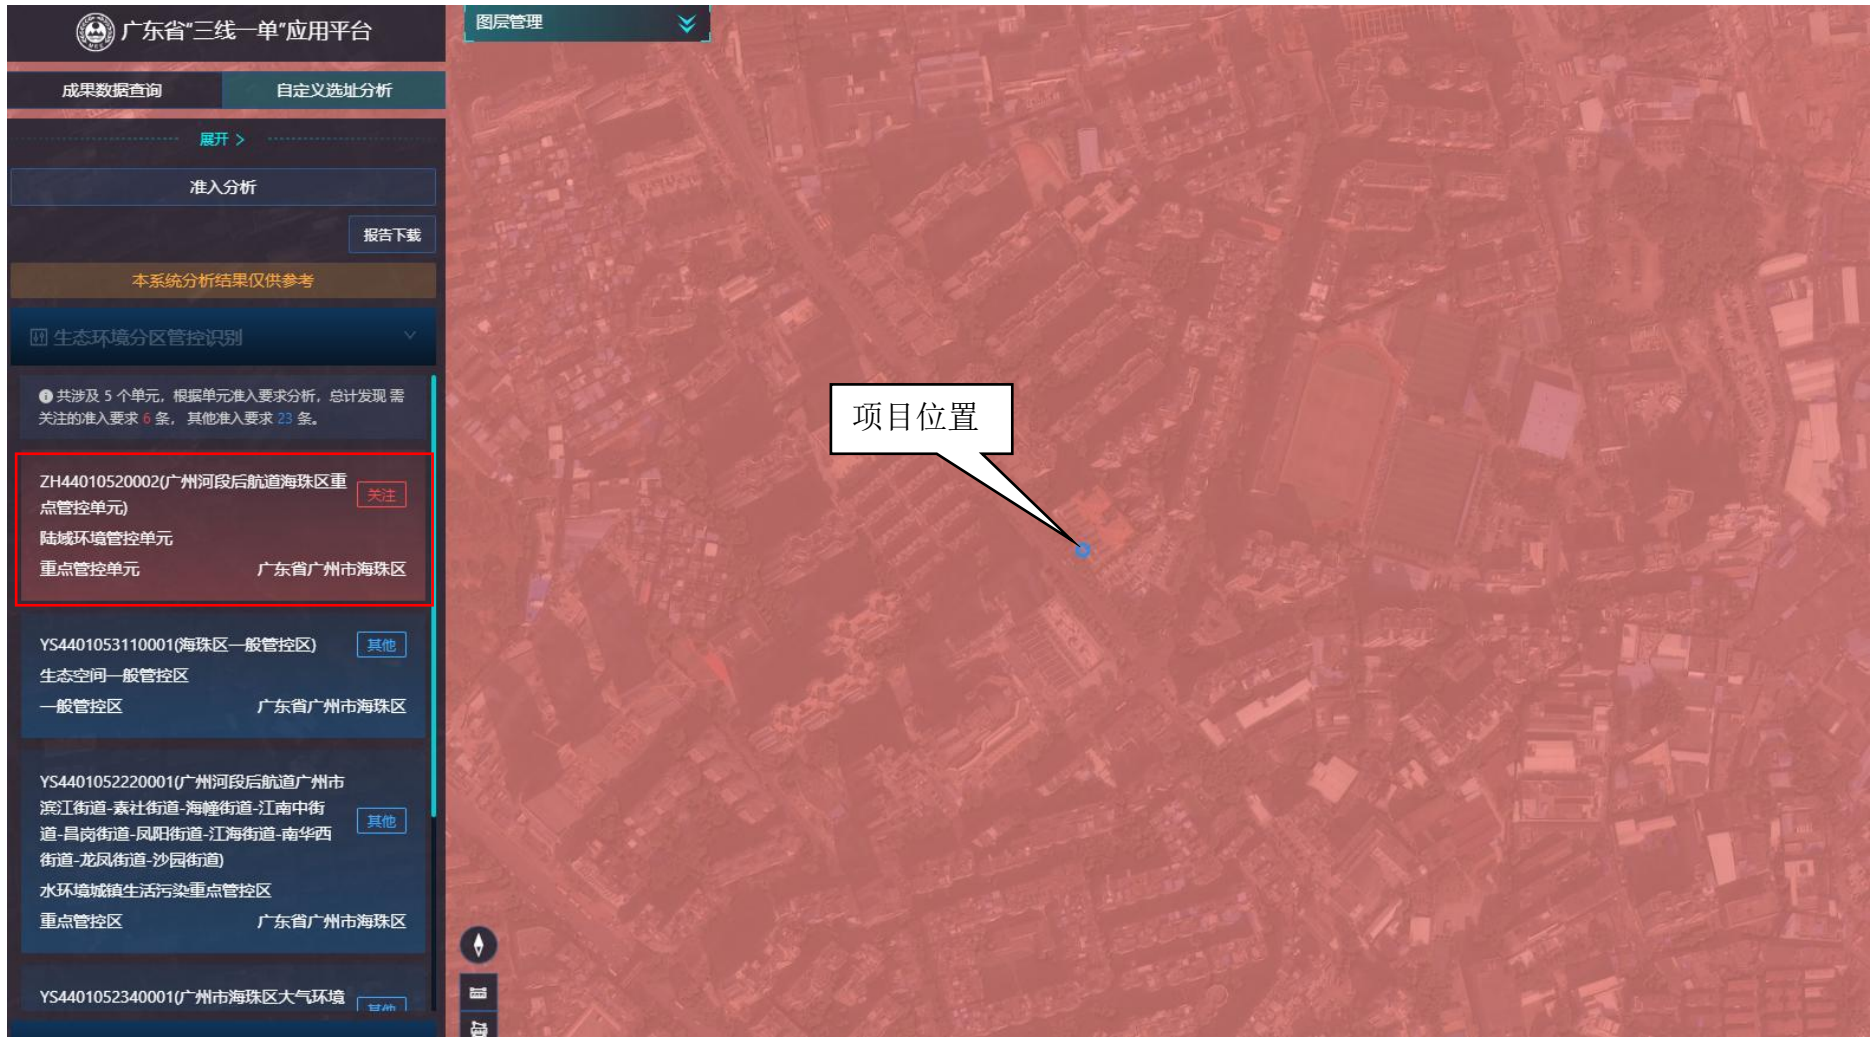 广东省"三线一单"应用平台
图层管理
成果数据查询
自定义选址分析
展开 >
准入分析
报告下载
本系统分析结果仅供参考
生态环境分区管控识别
共涉及 5 个单元，根据单元准入要求分析，总计发现 需
关注的准入要求 6 条， 其他准入要求 23 条。
ZH44010520002(广州河段后航道海珠区重
点管控单元)
关注
陆域环境管控单元
重点管控单元
广东省广州市海珠区
YS4401053110001(海珠区一般管控区)
其他
生态空间一般管控区
一般管控区
广东省广州市海珠区
YS4401052220001(广州河段后航道广州市
滨江街道-素社街道-海幢街道-江南中街
道-昌岗街道-凤阳街道-江海街道-南华西
街道-龙凤街道-沙园街道)
其他
水环境城镇生活污染重点管控区
重点管控区
广东省广州市海珠区
YS4401052340001(广州市海珠区大气环境
其他
项目位置